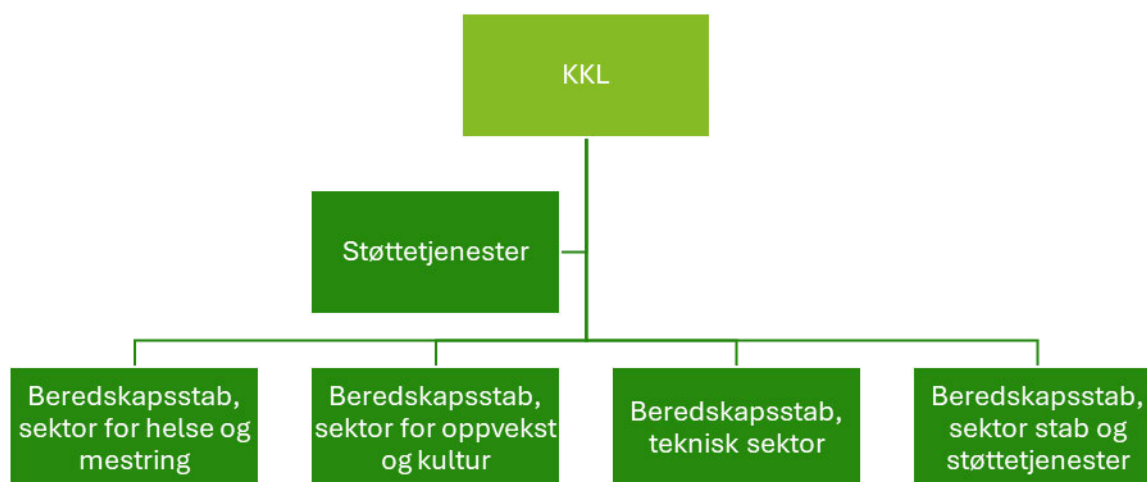 KKL
Støttetjenester
Beredskapsstab,
sektor for helse og
mestring
Beredskapsstab,
sektor for oppvekst
og kultur
Beredskapsstab,
teknisk sektor
Beredskapsstab,
sektor stab og
støttetjenester